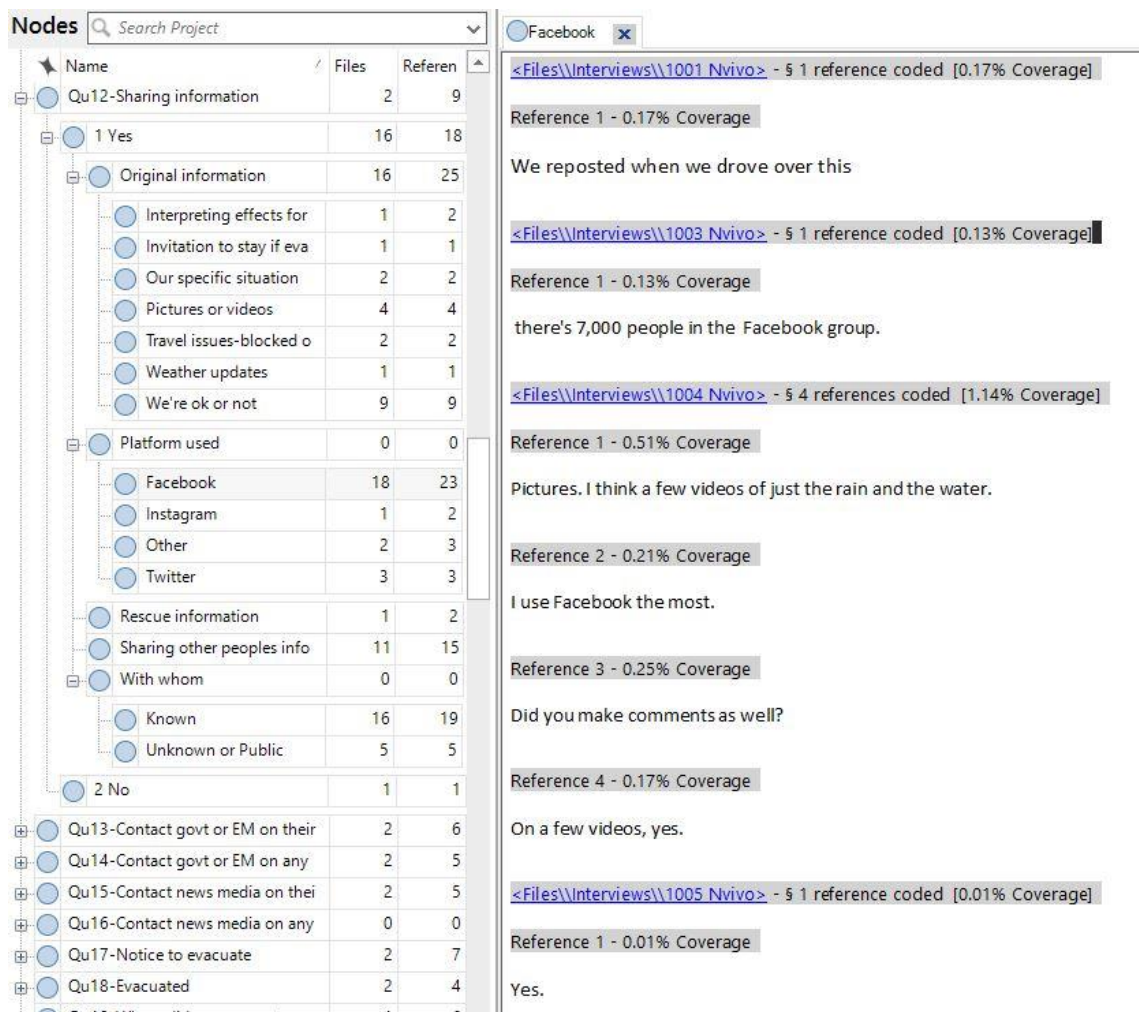 Nodes
Search Project
Name / Files Referen
Qu12-Sharing information 2 9
1 Yes 16 18
Original information 16 25
Interpreting effects for 1 2
Invitation to stay if eva 1 1
Our specific situation 2 2
Pictures or videos 4 4
Travel issues-blocked o 2 2
Weather updates 1 1
We're ok or not 9 9
Platform used 0 0
Facebook 18 23
Instagram 1 2
Other 2 3
Twitter 3 3
Rescue information 1 2
Sharing other peoples info 11 15
With whom 0 0
Known 16 19
Unknown or Public 5 5
2 No 1 1
Qu13-Contact govt or EM on their 2 6
Qu14-Contact govt or EM on any 2 5
Qu15-Contact news media on thei 2 5
Qu16-Contact news media on any 0 0
Qu17-Notice to evacuate 2 7
Qu18-Evacuated 2 4
Facebook x
<Files\\Interviews\\1001 Nvivo> - § 1 reference coded [0.17% Coverage]
Reference 1 - 0.17% Coverage
We reposted when we drove over this
<Files\\Interviews\\1003 Nvivo> - § 1 reference coded [0.13% Coverage]
Reference 1 - 0.13% Coverage
there's 7,000 people in the Facebook group.
<Files\\Interviews\\1004 Nvivo> - § 4 references coded [1.14% Coverage]
Reference 1 - 0.51% Coverage
Pictures. I think a few videos of just the rain and the water.
Reference 2 - 0.21% Coverage
I use Facebook the most.
Reference 3 - 0.25% Coverage
Did you make comments as well?
Reference 4 - 0.17% Coverage
On a few videos, yes.
<Files\\Interviews\\1005 Nvivo> - § 1 reference coded [0.01% Coverage]
Reference 1 - 0.01% Coverage
Yes.